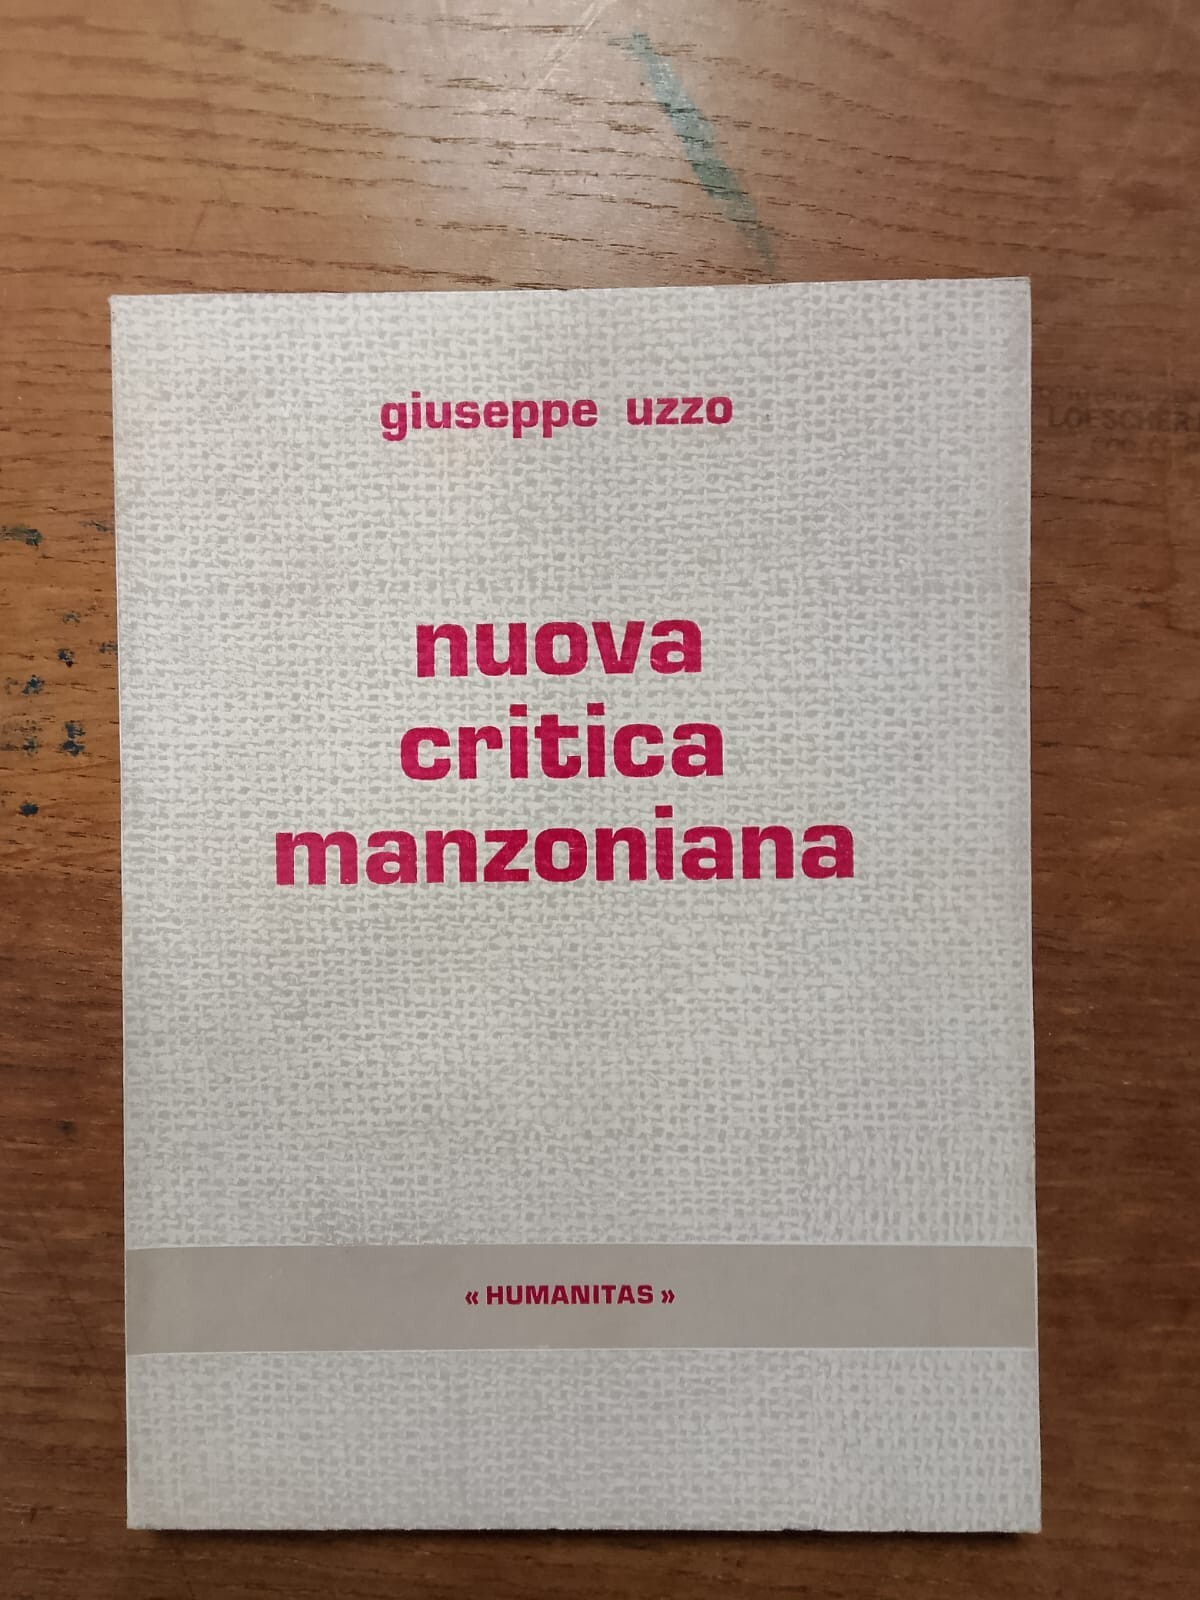 giuseppe uzzo
nuova
critica
manzoniana
« HUMANITAS »